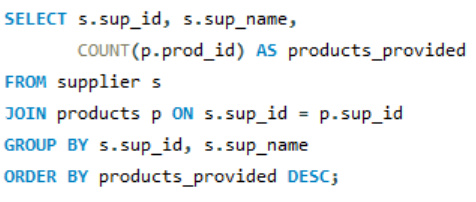 SELECT s.sup_id, s.sup_name,
COUNT(p.prod_id) AS products_provided
FROM supplier s
JOIN products p ON s.sup_id = p.sup_id
GROUP BY s.sup_id, s.sup_name
ORDER BY products_provided DESC;